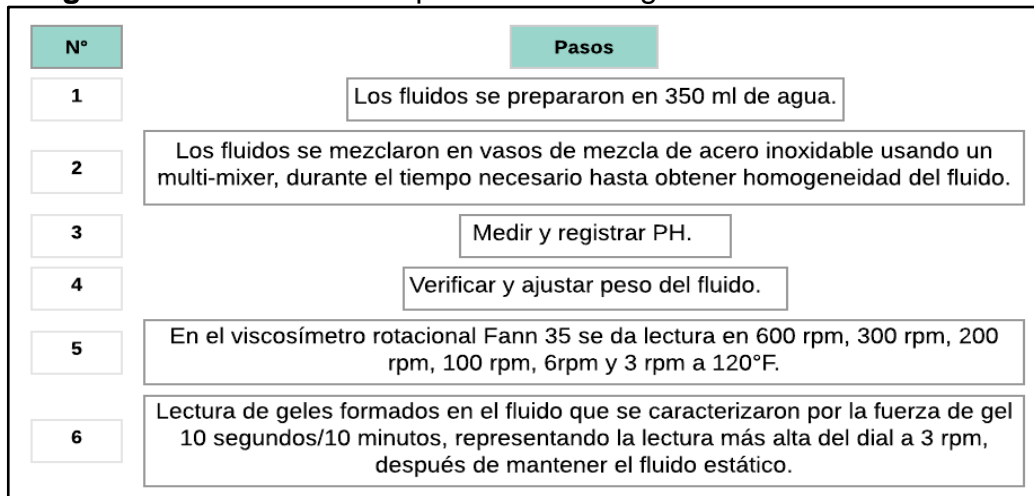 N° Pasos
1 Los fluidos se prepararon en 350 ml de agua.
2 Los fluidos se mezclaron en vasos de mezcla de acero inoxidable usando un
multi-mixer, durante el tiempo necesario hasta obtener homogeneidad del fluido.
3 Medir y registrar PH.
4 Verificar y ajustar peso del fluido.
5 En el viscosímetro rotacional Fann 35 se da lectura en 600 rpm, 300 rpm, 200
rpm, 100 rpm, 6rpm y 3 rpm a 120°F.
6 Lectura de geles formados en el fluido que se caracterizaron por la fuerza de gel
10 segundos/10 minutos, representando la lectura más alta del dial a 3 rpm,
después de mantener el fluido estático.